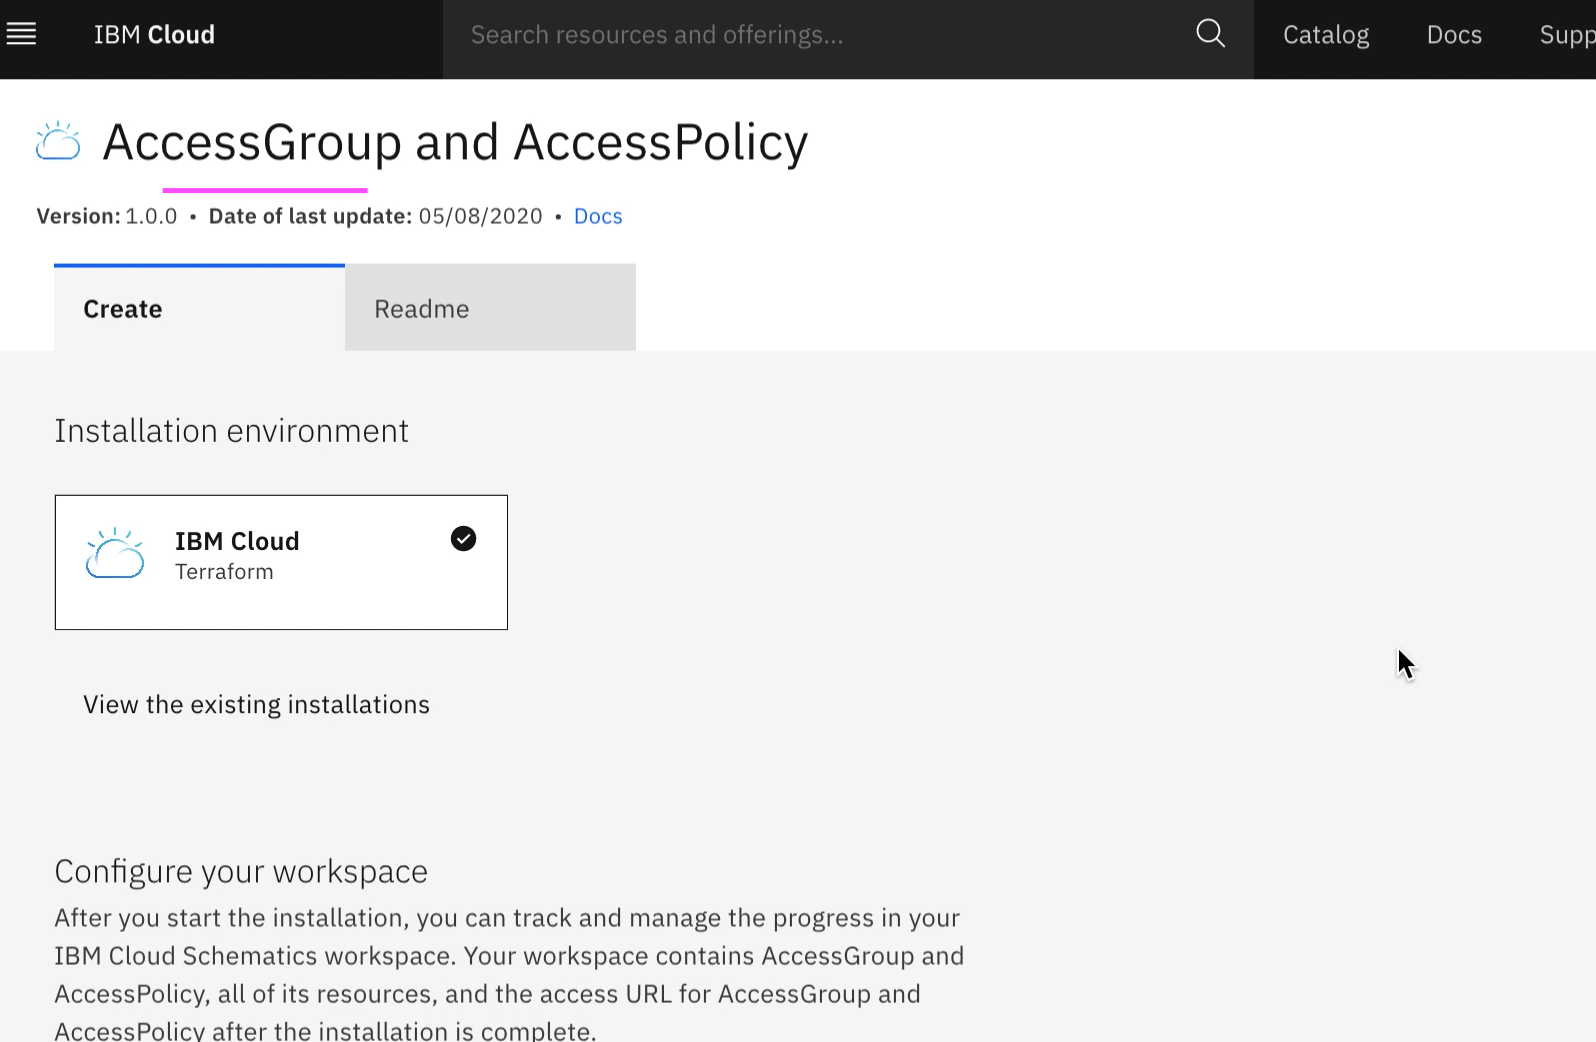 IBM Cloud
Search resources and offerings...
Catalog
Docs
AccessGroup and AccessPolicy
Version: 1.0.0 • Date of last update: 05/08/2020 • Docs
Create
Readme
Installation environment
IBM Cloud
Terraform
View the existing installations
Configure your workspace
After you start the installation, you can track and manage the progress in your
IBM Cloud Schematics workspace. Your workspace contains AccessGroup and
AccessPolicy, all of its resources, and the access URL for AccessGroup and
AccessPolicy after the installation is complete.